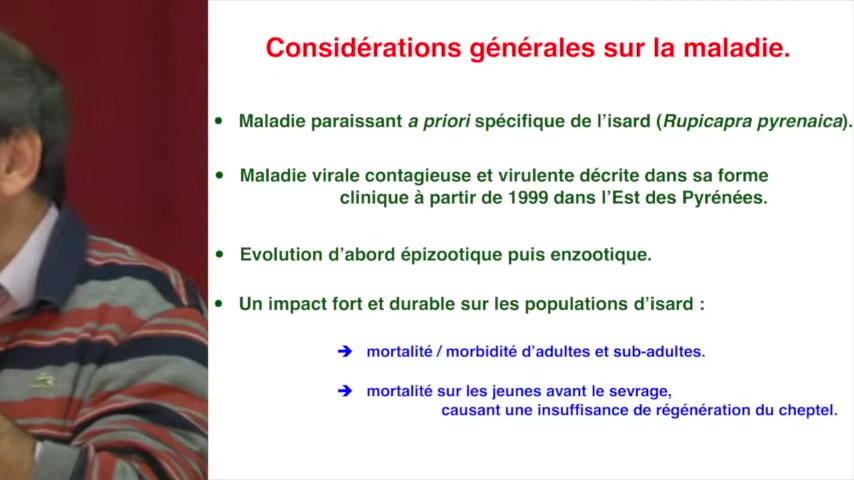 Considérations générales sur la maladie.
• Maladie paraissant a priori spécifique de l'isard (Rupicapra pyrenaica).
• Maladie virale contagieuse et virulente décrite dans sa forme
clinique à partir de 1999 dans l'Est des Pyrénées.
• Evolution d'abord épizootique puis enzootique.
• Un impact fort et durable sur les populations d'isard :
➔ mortalité / morbidité d'adultes et sub-adultes.
➔ mortalité sur les jeunes avant le sevrage,
causant une insuffisance de régénération du cheptel.